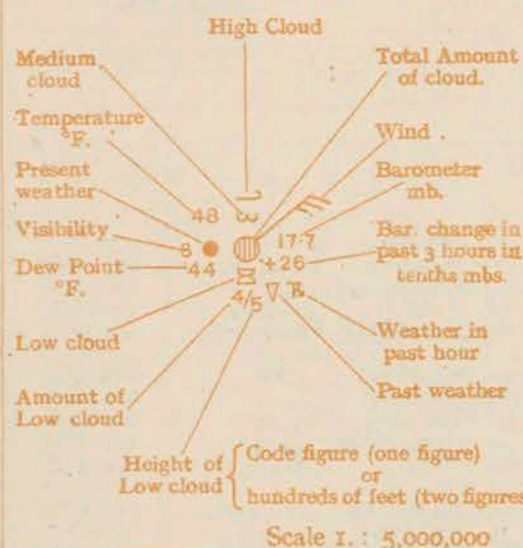 High Cloud
Medium
cloud
Total Amount
of cloud.
Temperature
°F.
Wind .
Present
weather
Barometer
mb.
48
Visibility
8
17.7
Bar. change in
past 3 hours in
tenths mbs.
Dew Point
°F.
44
+26
4/5
Low cloud
Weather in
past hour
Amount of
Low cloud
Past weather
Height of
Low cloud
Code figure (one figure)
or
hundreds of feet (two figures
Scale 1. : 5,000,000